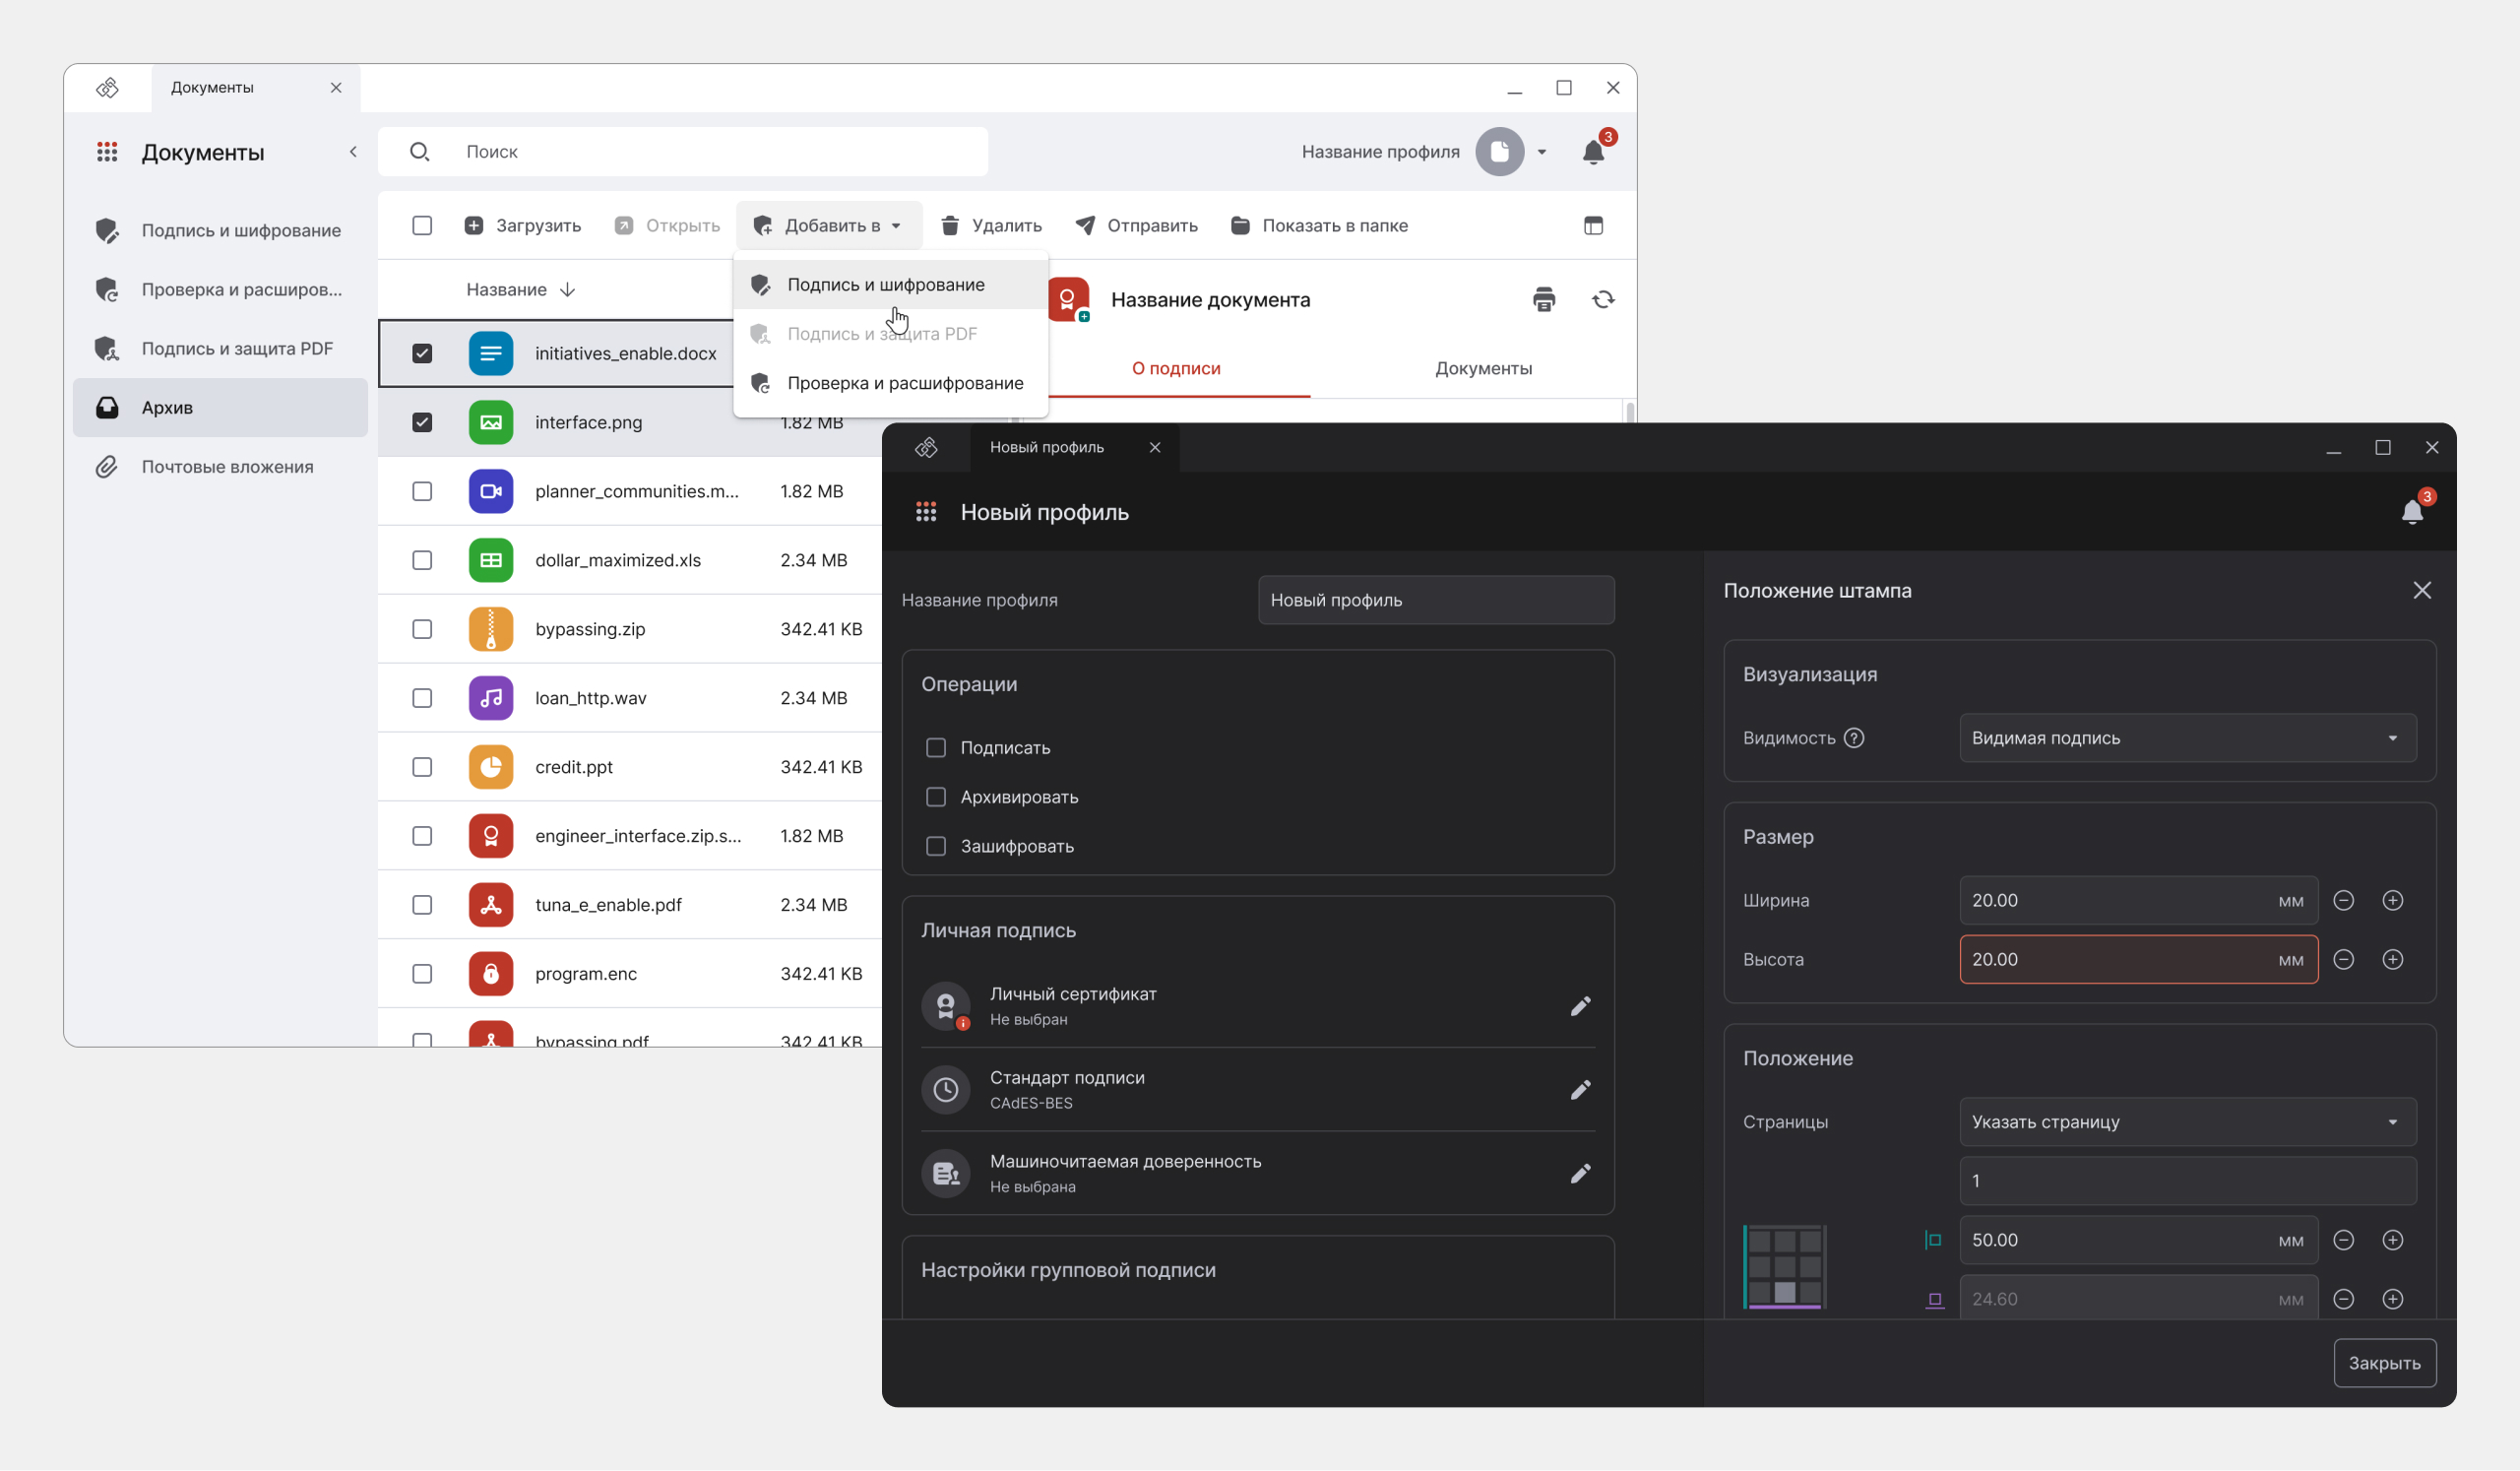 Документы
Документы
Поиск
Название профиля
3
Подпись и шифрование
Проверка и расширов...
Подпись и защита PDF
Архив
Почтовые вложения
Загрузить
Открыть
Добавить в
Удалить
Отправить
Показать в папке
Подпись и шифрование
Подпись и защита PDF
Проверка и расшифрование
Название
Название документа
О подписи
Документы
initiatives_enable.docx
interface.png
1.82 MB
planner_communities.m...
1.82 MB
dollar_maximized.xls
2.34 MB
bypassing.zip
342.41 KB
loan_http.wav
2.34 MB
credit.ppt
342.41 KB
engineer_interface.zip.s...
1.82 MB
tuna_e_enable.pdf
2.34 MB
program.enc
342.41 KB
bypassing.pdf
342.41 KB
Новый профиль
Новый профиль
3
Название профиля
Новый профиль
Операции
Подписать
Архивировать
Зашифровать
Личная подпись
Личный сертификат
Не выбран
Стандарт подписи
CAdES-BES
Машиночитаемая доверенность
Не выбрана
Настройки групповой подписи
Положение штампа
Визуализация
Видимость ?
Видимая подпись
Размер
Ширина
20.00 мм
Высота
20.00 мм
Положение
Страницы
Указать страницу
1
50.00 мм
24.60 мм
Закрыть